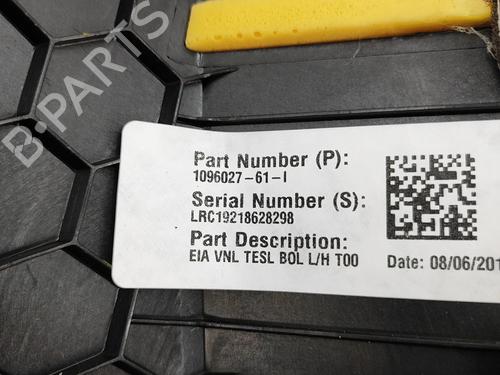 B-PARTS
Part Number (P):
1096027-61-I
Serial Number (S):
LRC19218628298
Part Description:
EIA VNL TESL BOL L/H T00
Date: 08/06/201